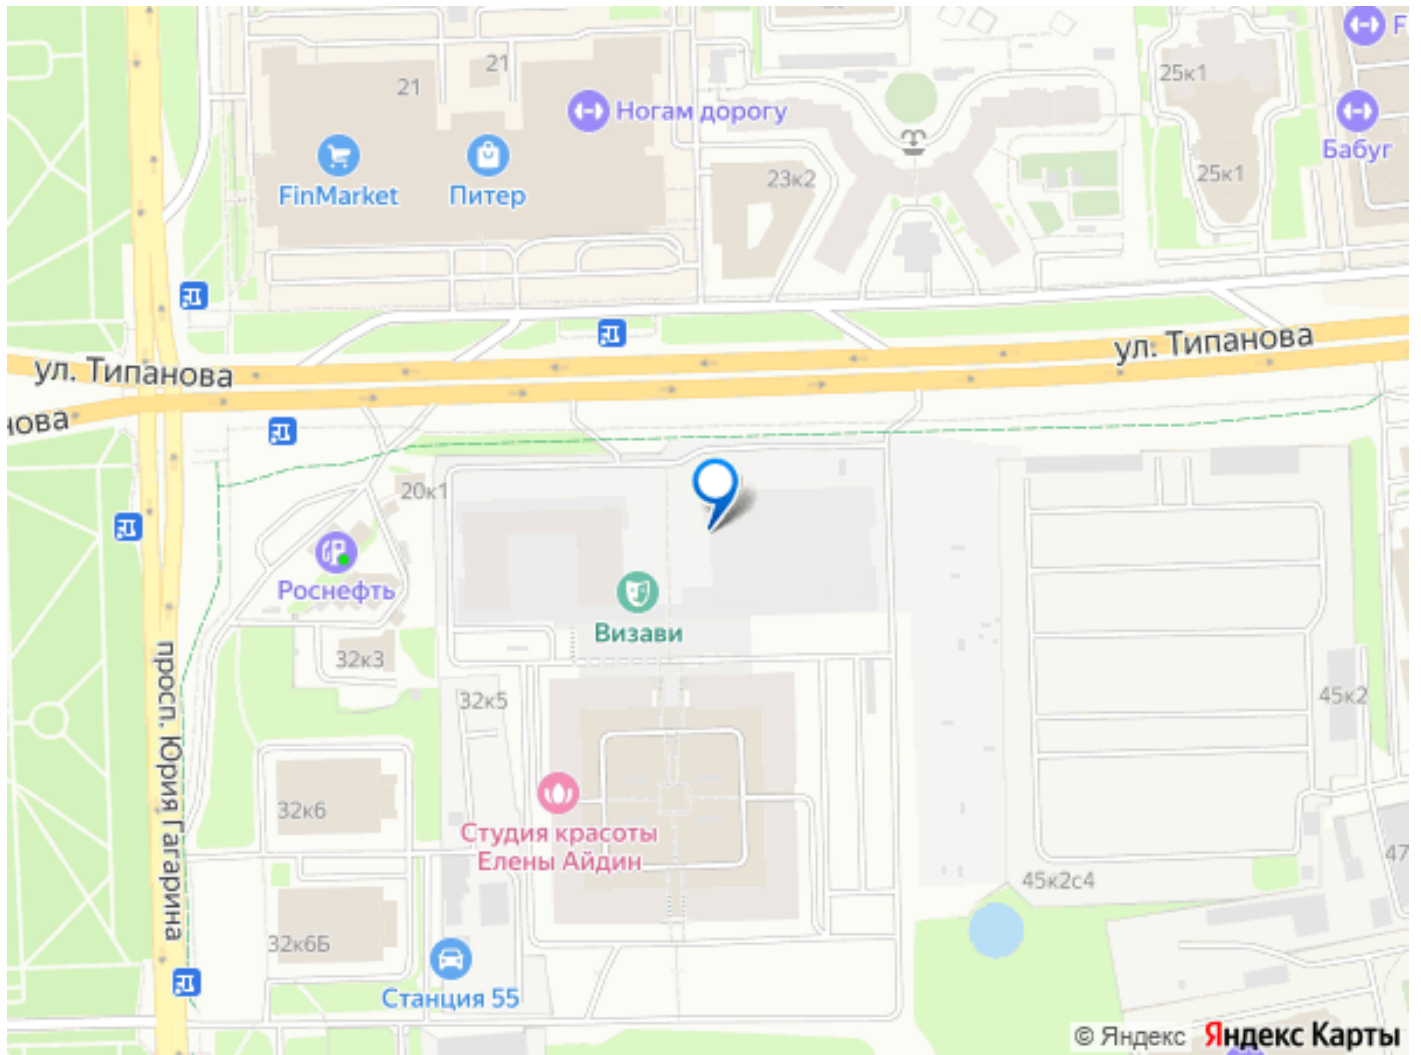 21
21
Ногам дорогу
FinMarket
Питер
23к2
25к1
25к1
F
Бабуг
ул. Типанова
ул. Типанова
нова
20к1
Роснефть
Визави
32к3
32к5
45к2
просп. Юрия Гагарина
32к6
Студия красоты
Елены Айдин
47
45к2с4
32к6Б
Станция 55
© Яндекс Яндекс Карты